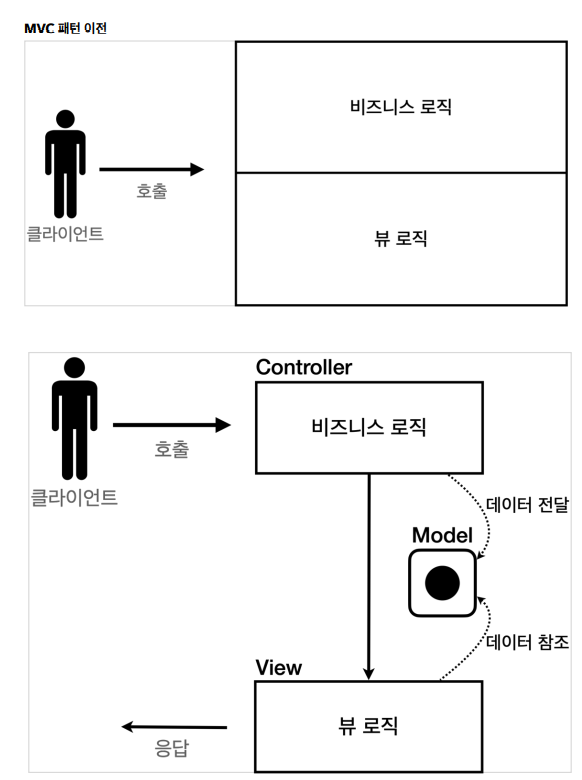 MVC 패턴 이전
비즈니스 로직
호출
클라이언트
뷰 로직
Controller
비즈니스 로직
호출
클라이언트
데이터 전달
Model
데이터 참조
View
뷰 로직
응답